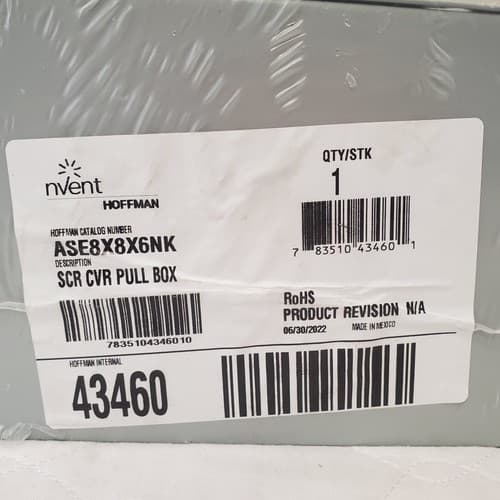 nVent
HOFFMAN
QTY/STK
1
7 83510 43460 1
HOFFMAN CATALOG NUMBER
ASE8X8X6NK
DESCRIPTION
SCR CVR PULL BOX
7835104346010
RoHS
PRODUCT REVISION N/A
06/30/2022 MADE IN MEXICO
HOFFMAN INTERNAL
43460